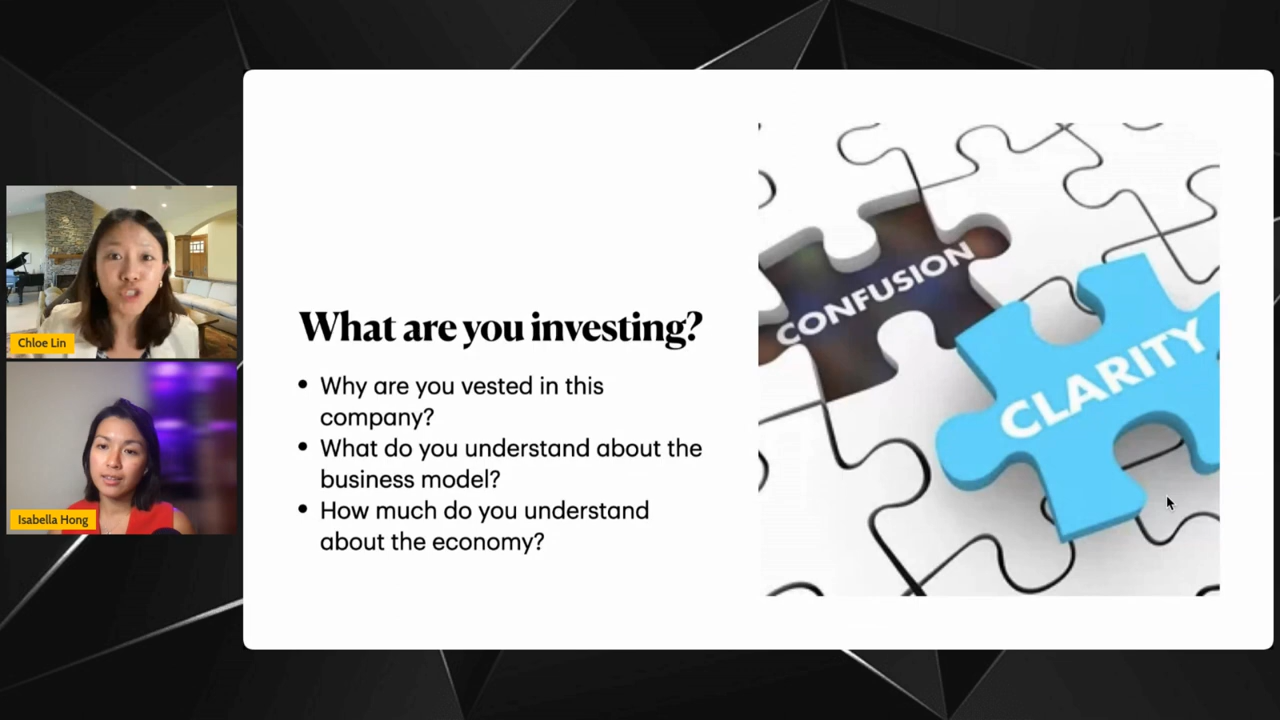 Chloe Lin
Isabella Hong
What are you investing?
• Why are you vested in this
company?
• What do you understand about the
business model?
• How much do you understand
about the economy?
CONFUSION
CLARITY